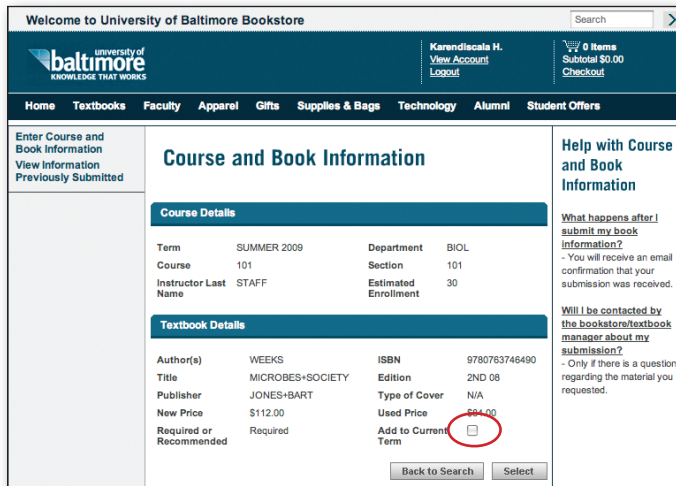 Welcome to University of Baltimore Bookstore
Search
university of
baltimore
KNOWLEDGE THAT WORKS
Karendiscala H.
View Account
Logout
0 Items
Subtotal $0.00
Checkout
Home Textbooks Faculty Apparel Gifts Supplies & Bags Technology Alumni Student Offers
Enter Course and
Book Information
View Information
Previously Submitted
Course and Book Information
Course Details
Term SUMMER 2009 Department BIOL
Course 101 Section 101
Instructor Last Name STAFF Estimated Enrollment 30
Textbook Details
Author(s) WEEKS ISBN 9780763746490
Title MICROBES+SOCIETY Edition 2ND 08
Publisher JONES+BART Type of Cover N/A
New Price $112.00 Used Price $84.00
Required or Recommended Required Add to Current Term
Back to Search Select
Help with Course
and Book
Information
What happens after I
submit my book
information?
- You will receive an email
confirmation that your
submission was received.
Will I be contacted by
the bookstore/textbook
manager about my
submission?
- Only if there is a question
regarding the material you
requested.